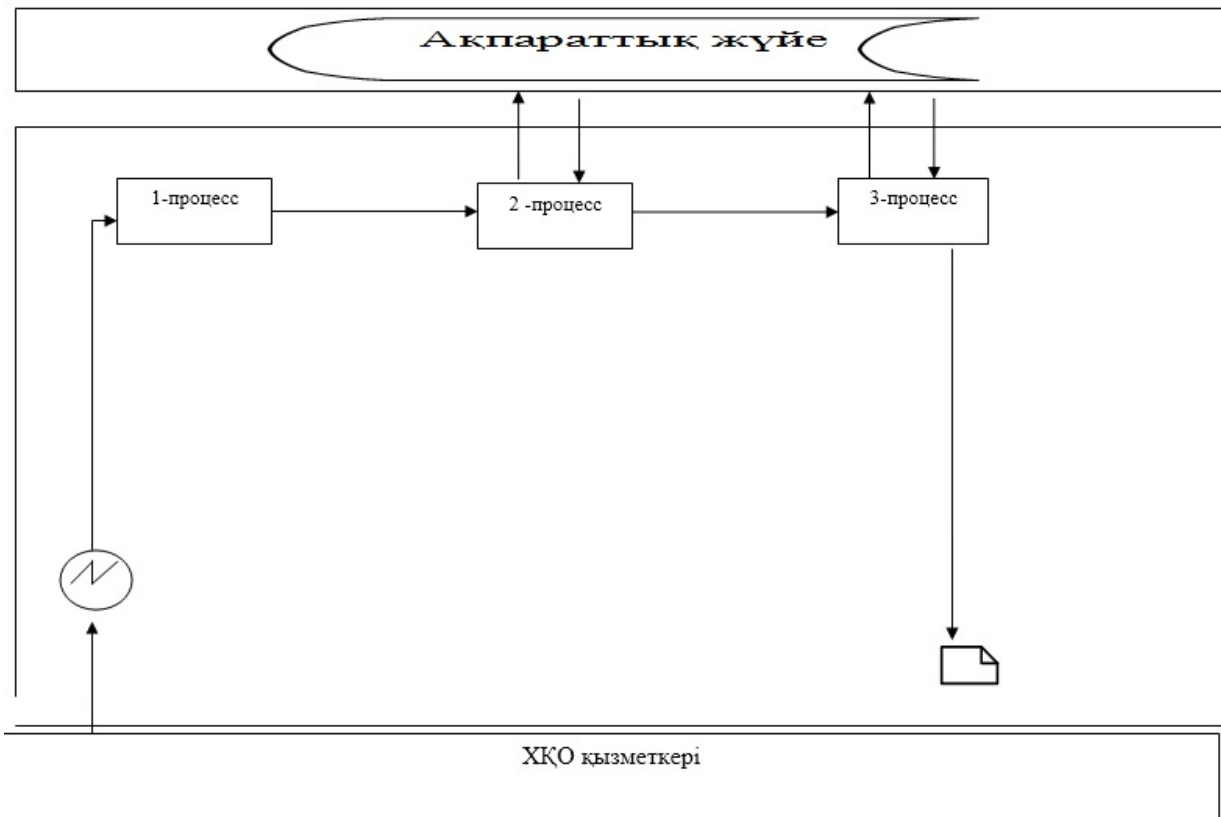 Ақпараттық жүйе
1-процесс
2 -процесс
3-процесс
ХҚО қызметкері